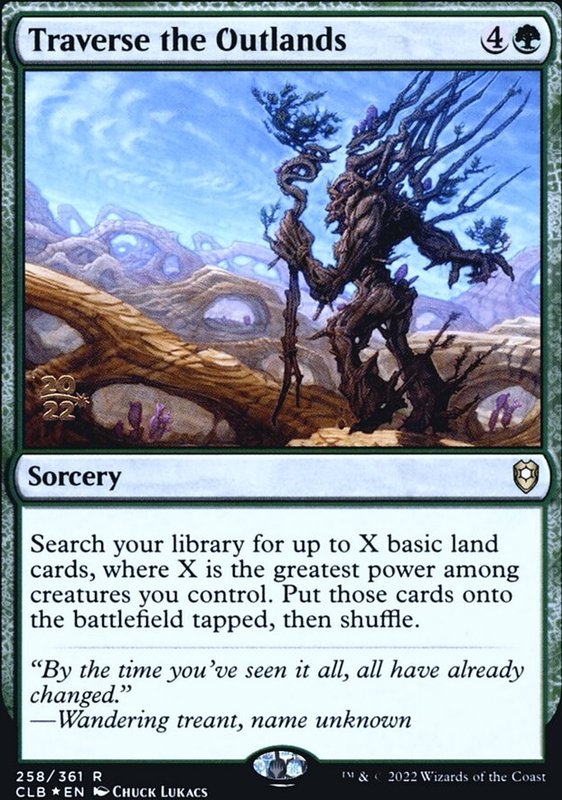 Traverse the Outlands 4
20
22
Sorcery
Search your library for up to X basic land
cards, where X is the greatest power among
creatures you control. Put those cards onto
the battlefield tapped, then shuffle.
“By the time you’ve seen it all, all have already
changed.”
—Wandering treant, name unknown
258/361 R
CLB ★ EN Chuck Lukacs
™ & © 2022 Wizards of the Coast